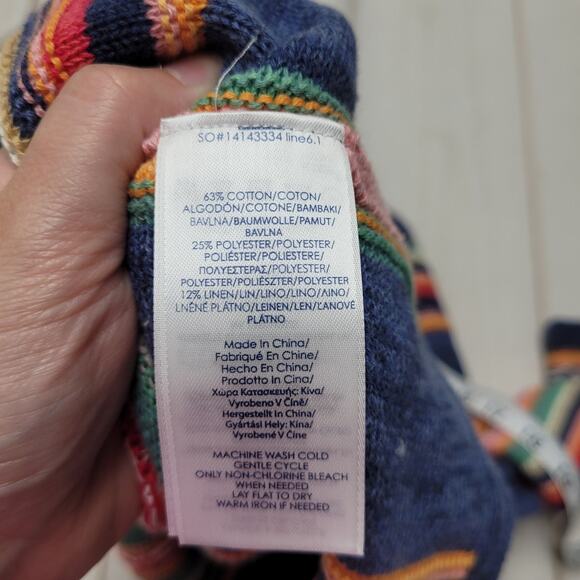 SO#14143334 line6.1
63% COTTON/COTON/
ALGODÓN/COTONE/BAMBAKI/
BAVLNA/BAUMWOLLE/PAMUT/
BAVLNA
25% POLYESTER/POLYESTER/
POLIÉSTER/POLIESTERE/
ΠΟΛΥΕΣΤΕΡΑΣ/POLYESTER/
POLYESTER/POLIÉSZTER/POLYESTER
12% LINEN/LIN/LINO/LINO/ΛΙΝΟ/
LNĚNÉ PLÁTNO/LEINEN/LEN/ĽANOVÉ
PLÁTNO
Made In China/
Fabriqué En Chine/
Hecho En China/
Prodotto In Cina/
Χώρα Κατασκευής: Κίνα/
Vyrobeno V Číně/
Hergestellt In China/
Gyártási Hely: Kína/
Vyrobené V Číne
MACHINE WASH COLD
GENTLE CYCLE
ONLY NON-CHLORINE BLEACH
WHEN NEEDED
LAY FLAT TO DRY
WARM IRON IF NEEDED